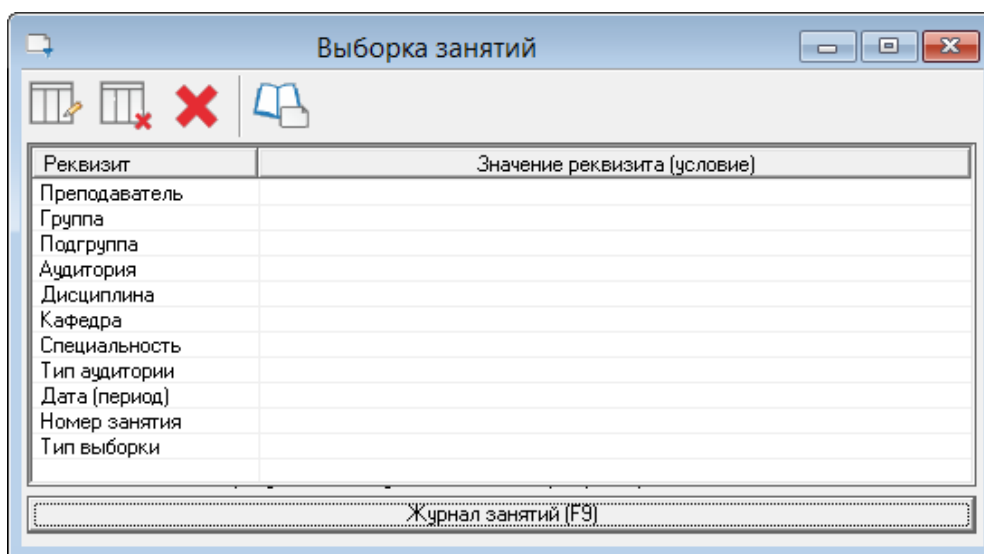 Выборка занятий
Реквизит Значение реквизита (условие)
Преподаватель
Группа
Подгруппа
Аудитория
Дисциплина
Кафедра
Специальность
Тип аудитории
Дата (период)
Номер занятия
Тип выборки
Журнал занятий (F9)